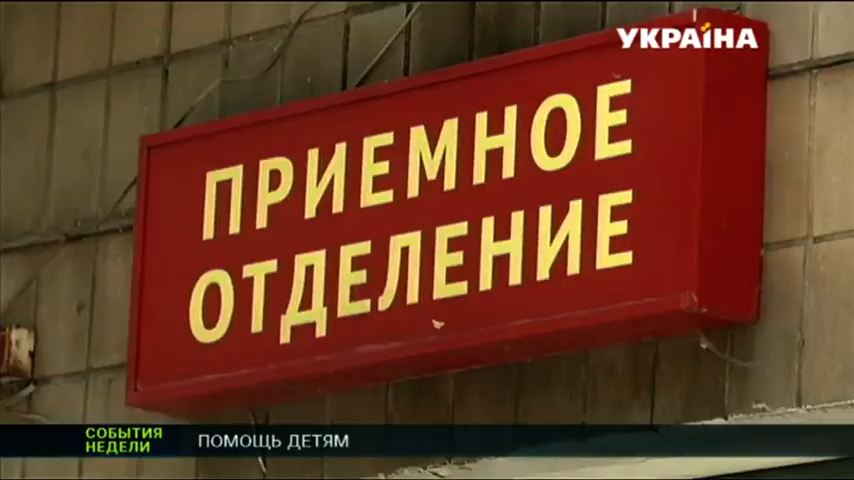 УКРАЇНА
ПРИЕМНОЕ
ОТДЕЛЕНИЕ
СОБЫТИЯ
НЕДЕЛИ
ПОМОЩЬ ДЕТЯМ